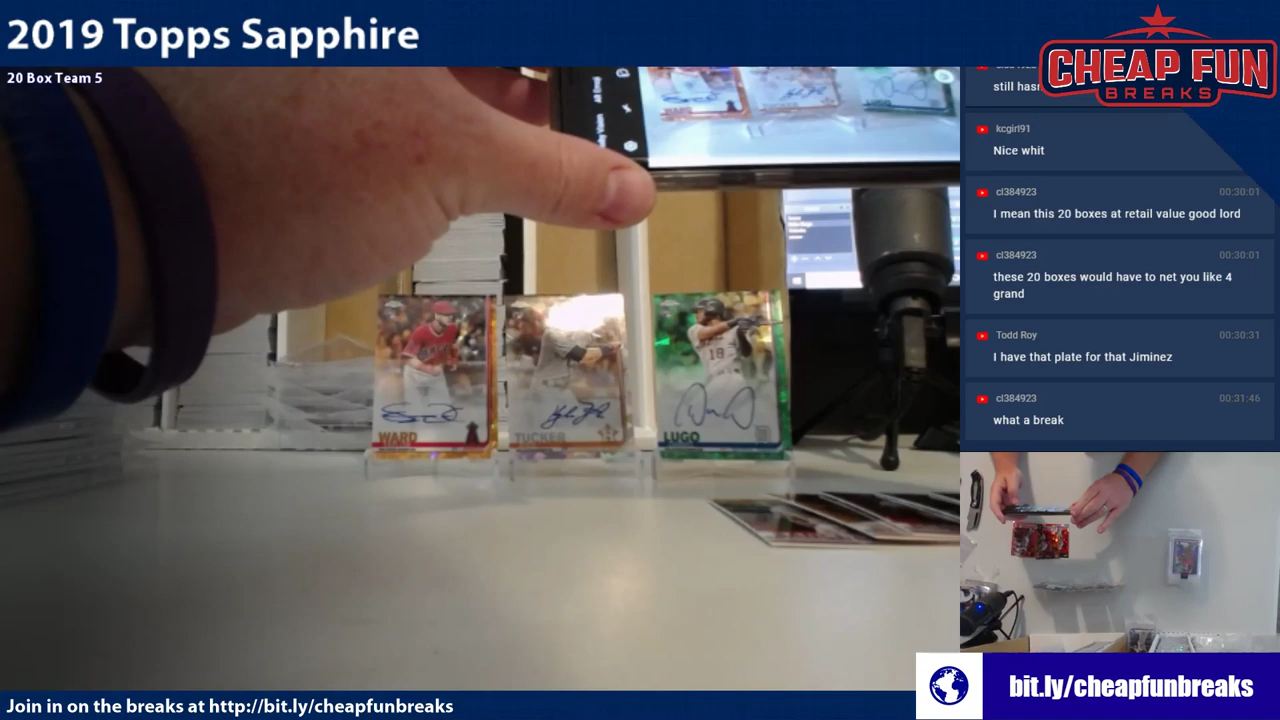 2019 Topps Sapphire
20 Box Team 5
CHEAP FUN
BREAKS
still hasn
kcgirl91
Nice whit
cl384923 00:30:01
I mean this 20 boxes at retail value good lord
cl384923 00:30:01
these 20 boxes would have to net you like 4
grand
Todd Roy 00:30:31
I have that plate for that Jiminez
cl384923 00:31:46
what a break
18
WARD
TUCKER
LUGO
bit.ly/cheapfunbreaks
Join in on the breaks at http://bit.ly/cheapfunbreaks